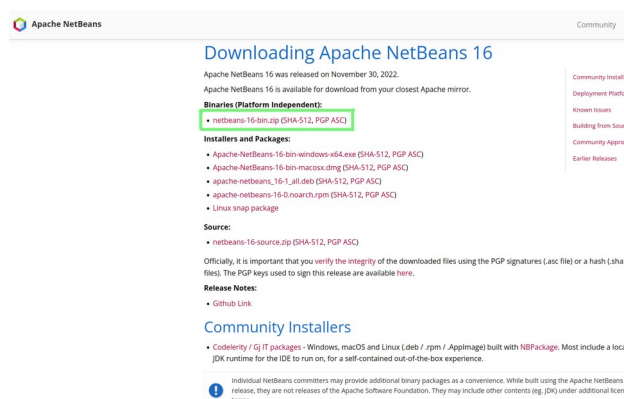 Apache NetBeans
Community
Downloading Apache NetBeans 16
Apache NetBeans 16 was released on November 30, 2022.
Apache NetBeans 16 is available for download from your closest Apache mirror.
Binaries (Platform Independent):
• netbeans-16-bin.zip (SHA-512, PGP ASC)
Installers and Packages:
• Apache-NetBeans-16-bin-windows-x64.exe (SHA-512, PGP ASC)
• Apache-NetBeans-16-bin-macosx.dmg (SHA-512, PGP ASC)
• apache-netbeans_16-1_all.deb (SHA-512, PGP ASC)
• apache-netbeans-16-0.noarch.rpm (SHA-512, PGP ASC)
• Linux snap package
Source:
• netbeans-16-source.zip (SHA-512, PGP ASC)
Officially, it is important that you verify the integrity of the downloaded files using the PGP signatures (.asc file) or a hash (.sha
files). The PGP keys used to sign this release are available here.
Release Notes:
• Github Link
Community Installers
• Codelerity / Gj IT packages - Windows, macOS and Linux (.deb / .rpm / .AppImage) built with NBPackage. Most include a loca
JDK runtime for the IDE to run on, for a self-contained out-of-the-box experience.
Individual NetBeans committers may provide additional binary packages as a convenience. While built using the Apache NetBeans
release, they are not releases of the Apache Software Foundation. They may include other contents (eg. JDK) under additional licen
Community Install
Deployment Platfo
Known Issues
Building from Sour
Community Appro
Earlier Releases